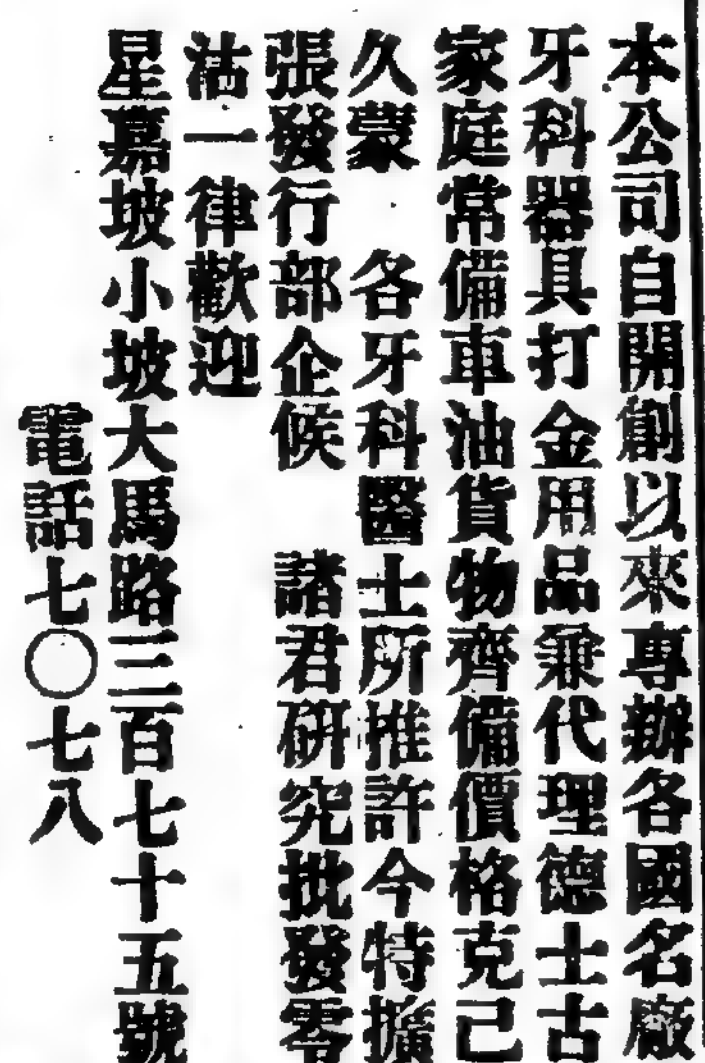 本公司自開創以來專辦各國名廠
牙科器具打金用品兼代理德士古
家庭常備車油貨物齊備價格克己
久蒙　各牙科醫士所推許今特擴
張發行部企候　諸君研究批發零
沽一律歡迎
星嘉坡小坡大馬路三百七十五號
電話七〇七八